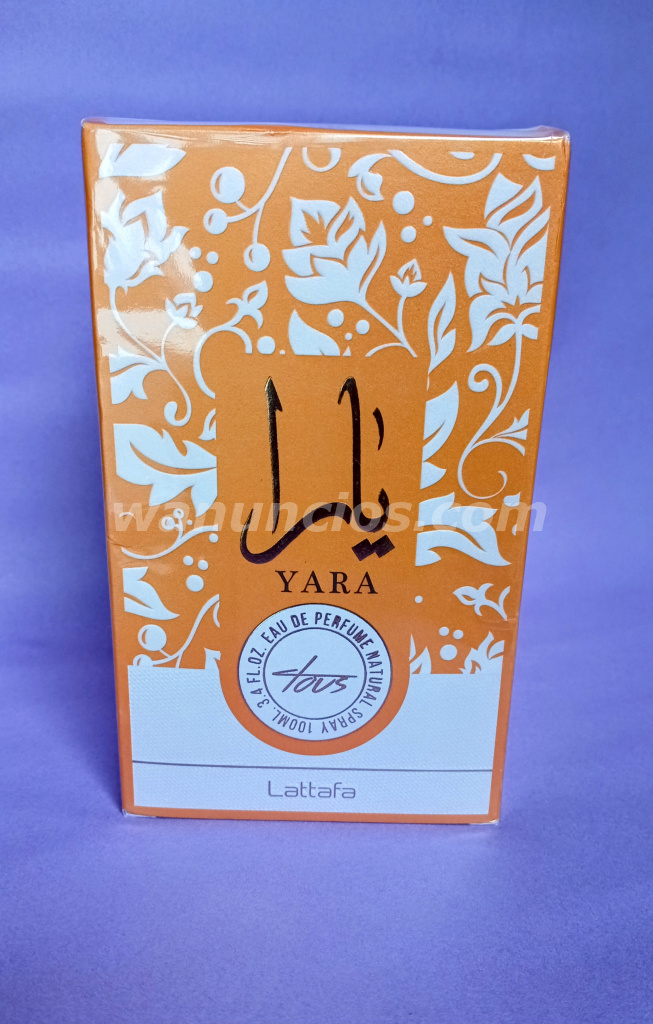 يارا
wanuncios.com
YARA
EAU DE PERFUME NATURAL SPRAY 100ML. 3.4 FL.OZ.
Tous
Lattafa